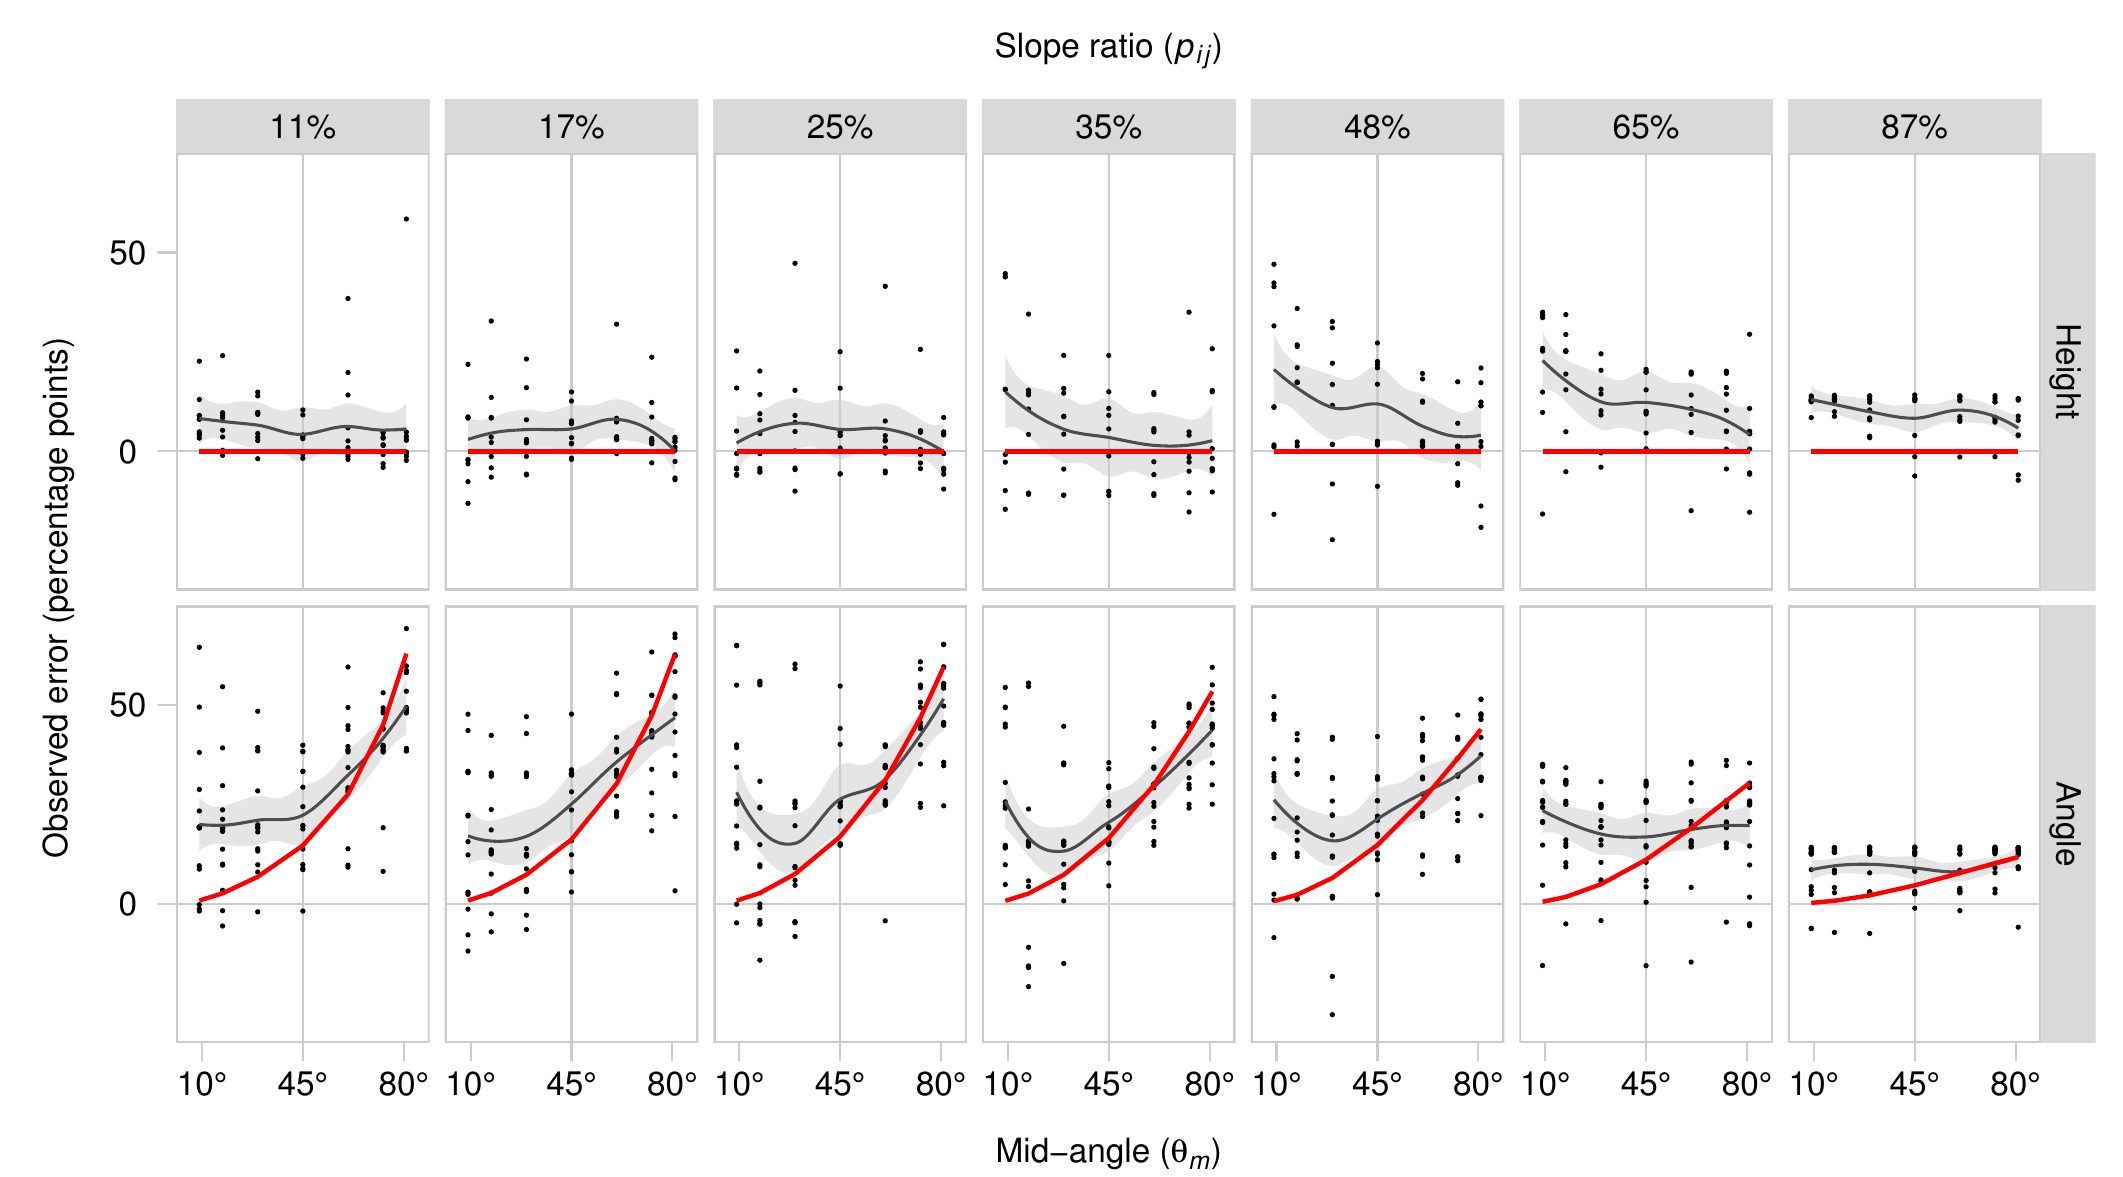 Slope ratio (pij)
11% 17% 25% 35% 48% 65% 87%
Observed error (percentage points)
50
0
Height
50
0
Angle
10° 45° 80° 10° 45° 80° 10° 45° 80° 10° 45° 80° 10° 45° 80° 10° 45° 80° 10° 45° 80°
Mid−angle (θm)